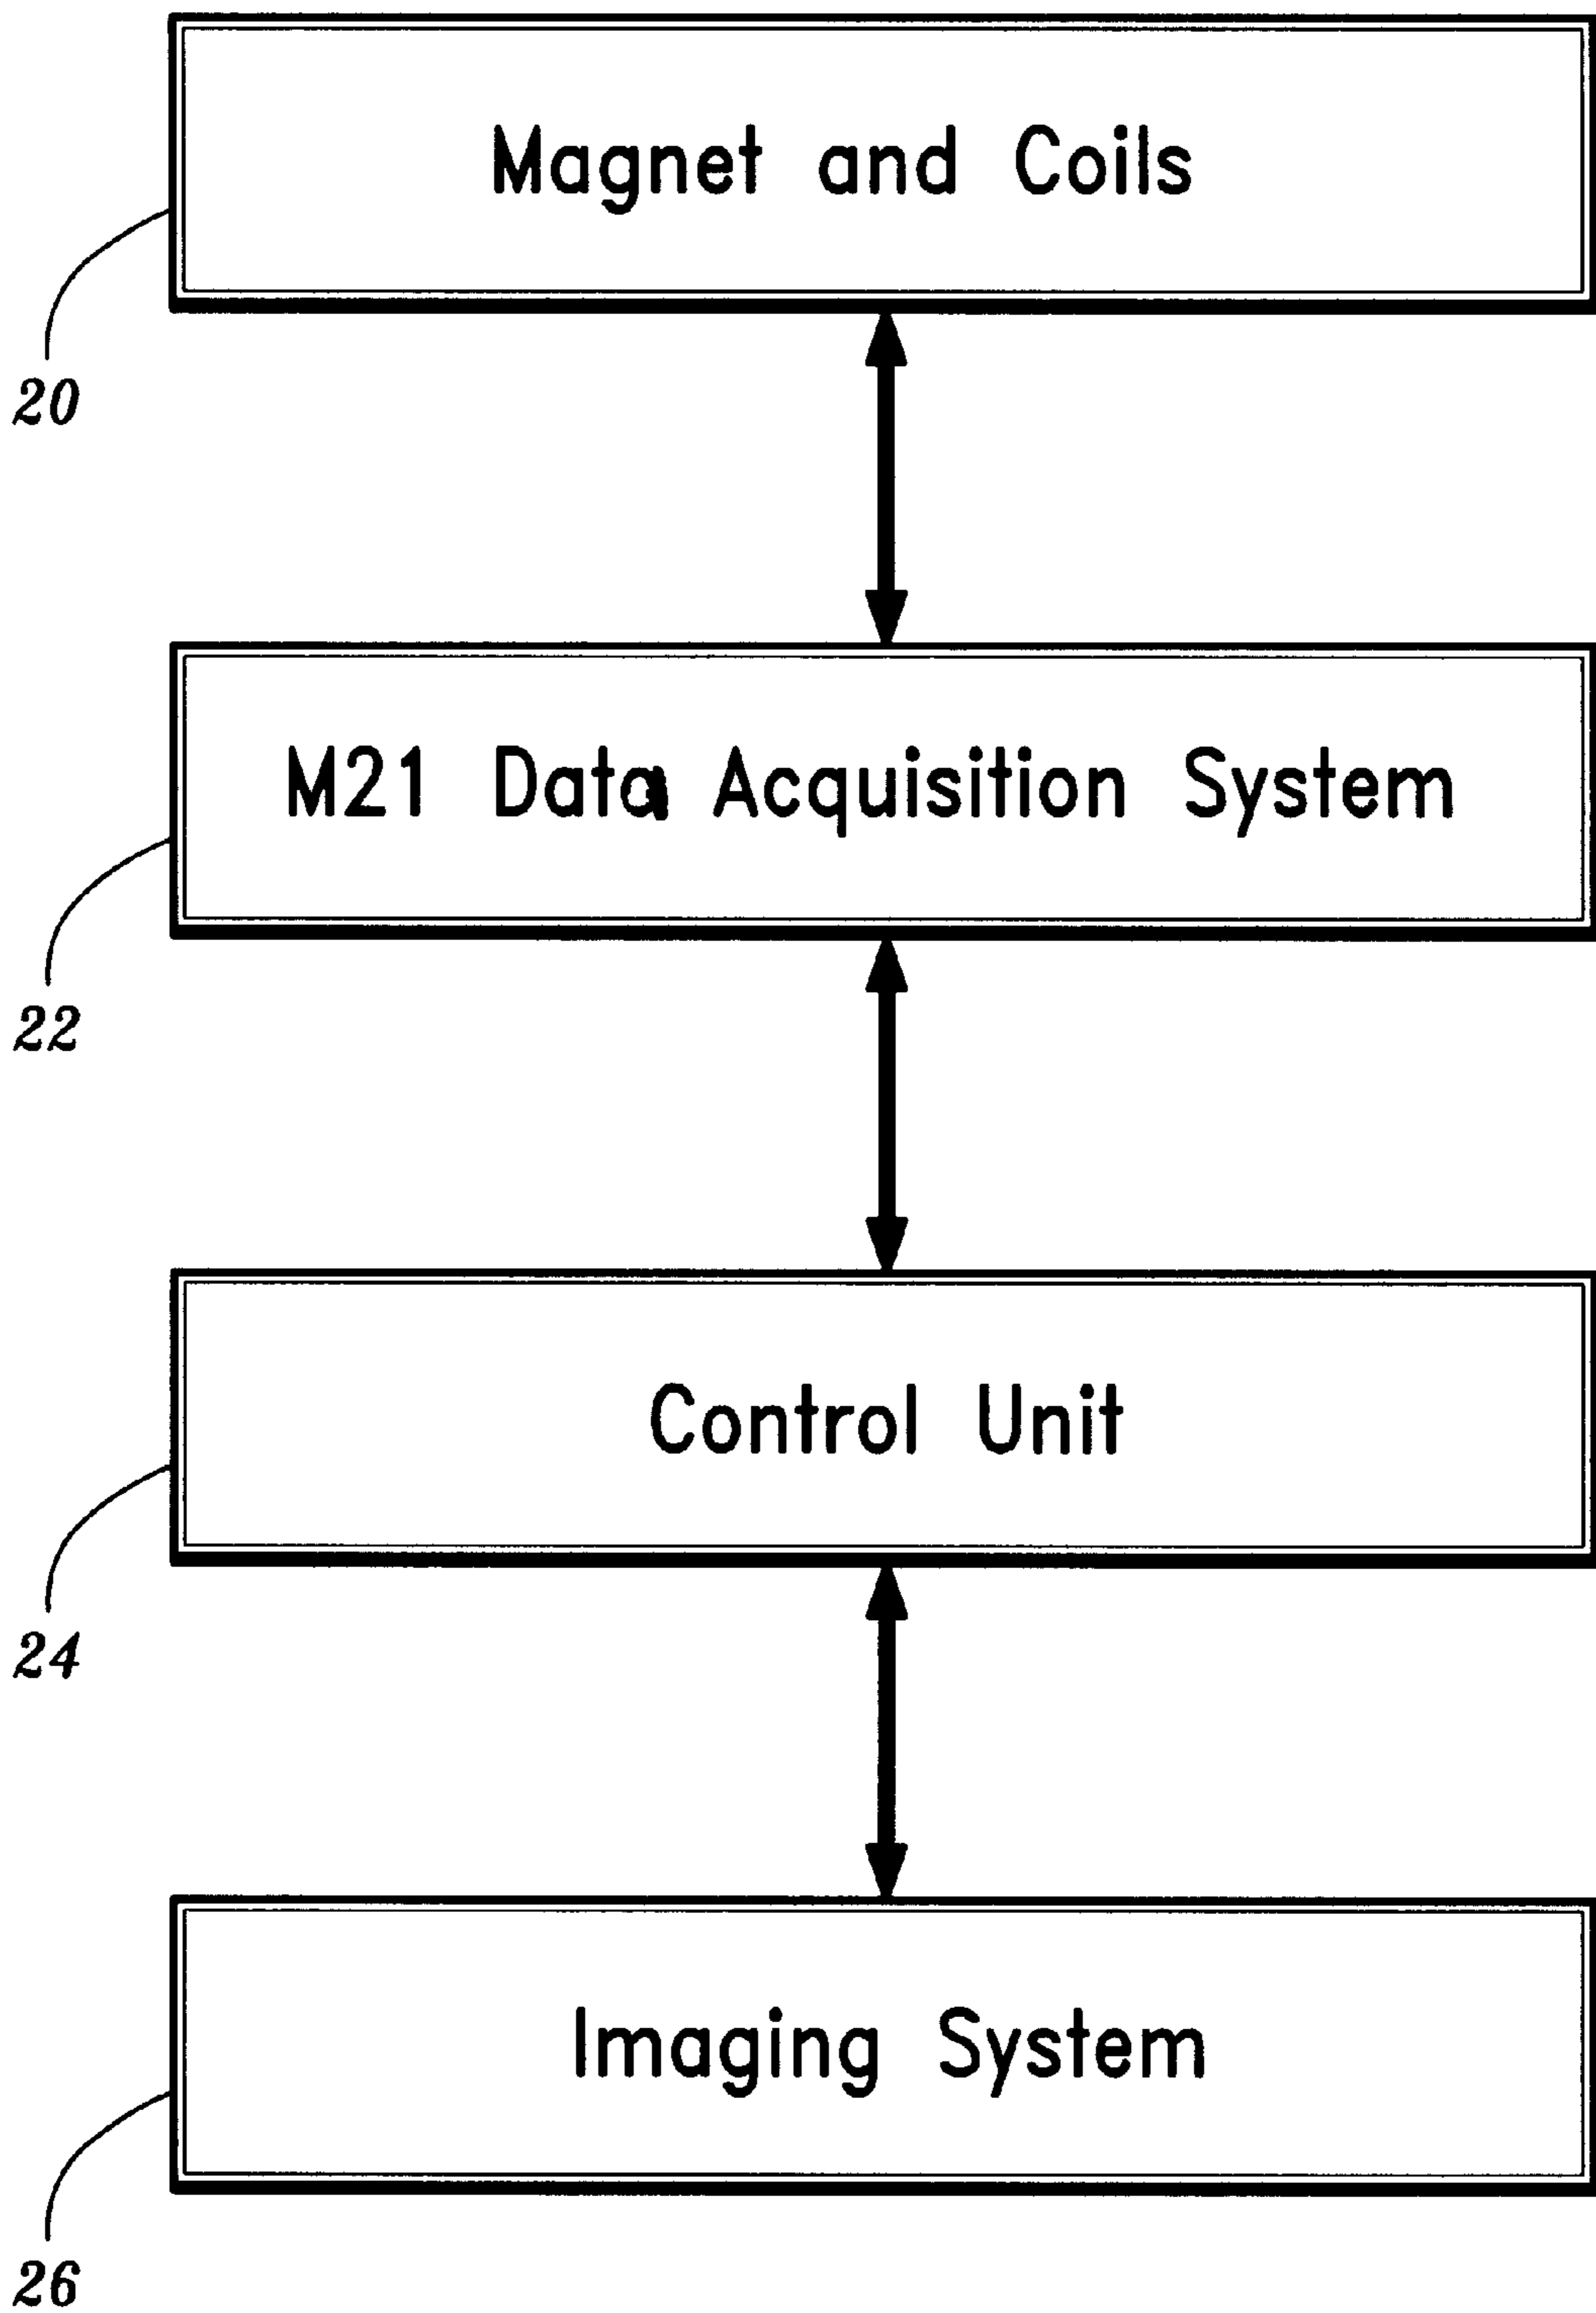 Magnet and Coils
20
M21 Data Acquisition System
22
Control Unit
24
Imaging System
26